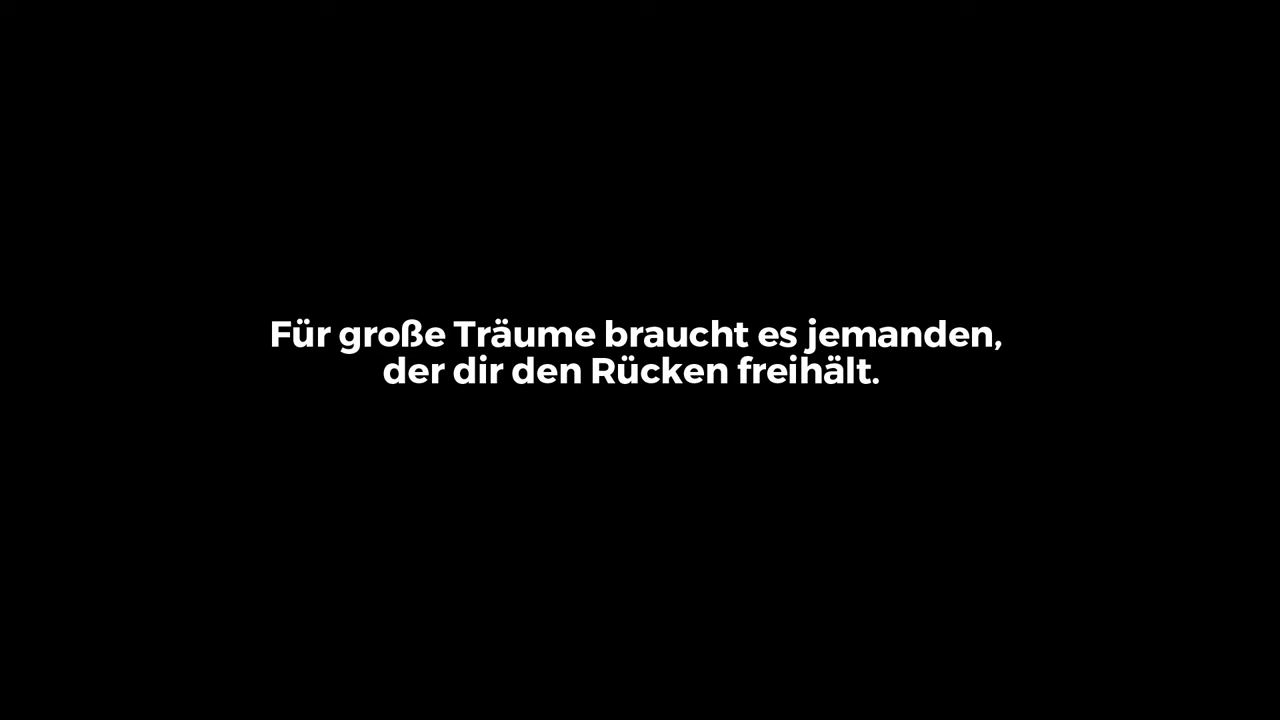 Für große Träume braucht es jemanden,
der dir den Rücken freihält.